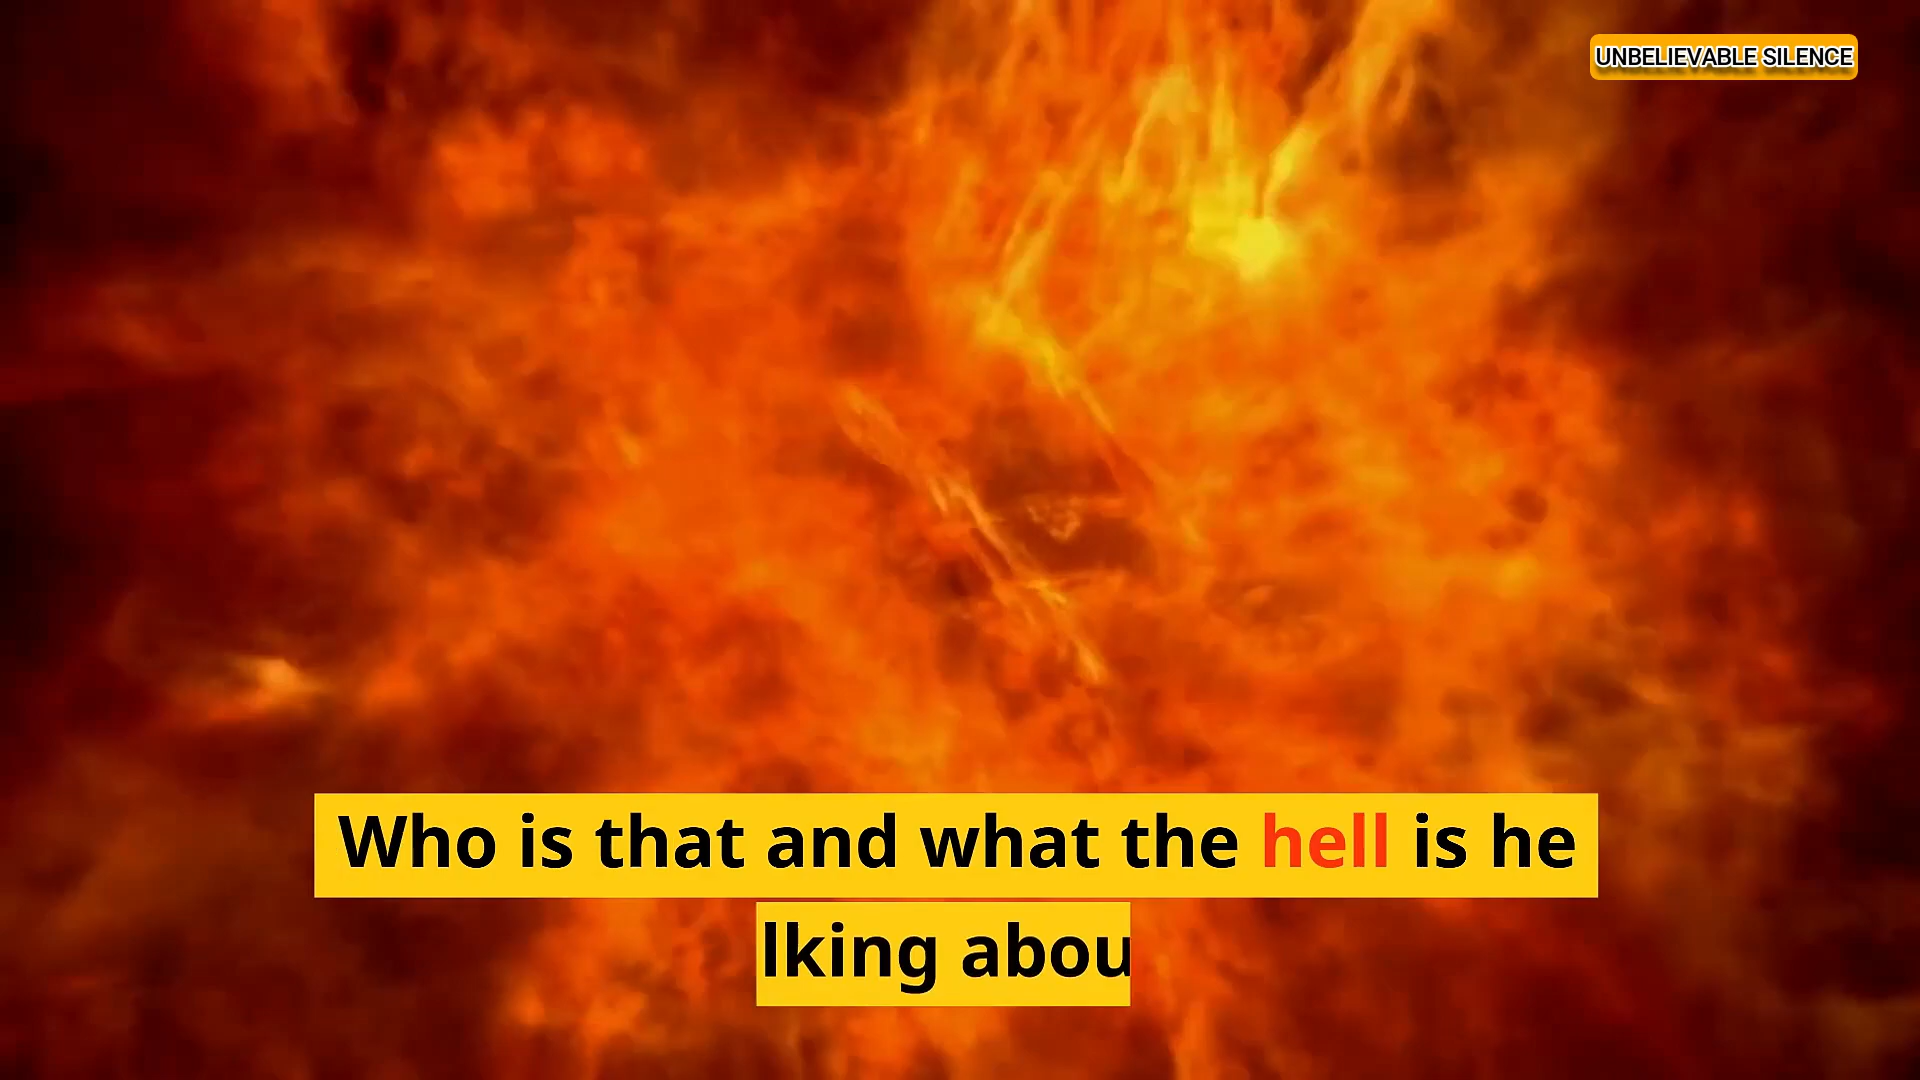 UNBELIEVABLE SILENCE
Who is that and what the hell is he
lking abou